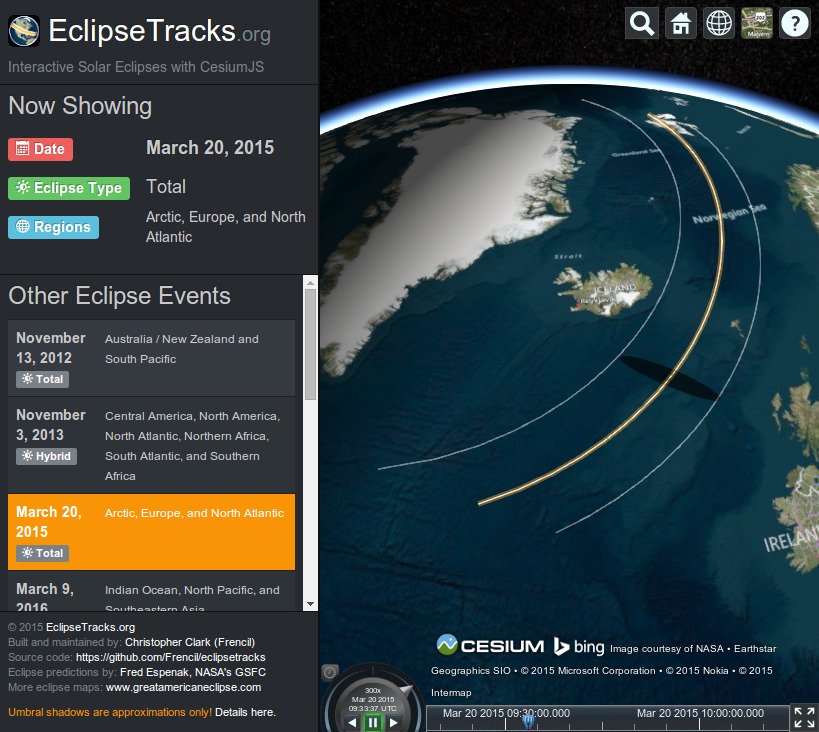 EclipseTracks.org
Interactive Solar Eclipses with CesiumJS
Now Showing
Date
March 20, 2015
Eclipse Type
Total
Regions
Arctic, Europe, and North
Atlantic
Other Eclipse Events
November
13, 2012
Total
Australia / New Zealand and
South Pacific
November
3, 2013
Hybrid
Central America, North America,
North Atlantic, Northern Africa,
South Atlantic, and Southern
Africa
March 20,
2015
Total
Arctic, Europe, and North Atlantic
March 9,
2016
Indian Ocean, North Pacific, and
Southeastern Asia
© 2015 EclipseTracks.org
Built and maintained by: Christopher Clark (Frencil)
Source code: https://github.com/Frencil/eclipsetracks
Eclipse predictions by: Fred Espenak, NASA's GSFC
More eclipse maps: www.greatamericaneclipse.com
Umbral shadows are approximations only! Details here.
202
Malvern
?
Greenland Sea
Norwegian Sea
Strait
ICELAND
Reykjavik
IRELAND
CESIUM bing Image courtesy of NASA • Earthstar
Geographics SIO • © 2015 Microsoft Corporation • © 2015 Nokia • © 2015
Intermap
300x
Mar 20 2015
09:33:37 UTC
Mar 20 2015 09:30:00.000
Mar 20 2015 10:00:00.000